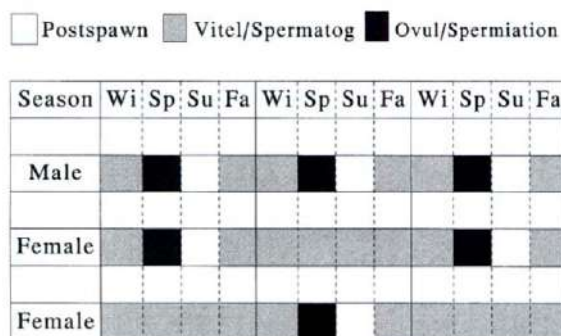 Postspawn Vitel/Spermatog Ovul/Spermiation
Season Wi Sp Su Fa Wi Sp Su Fa Wi Sp Su Fa
Male
Female
Female